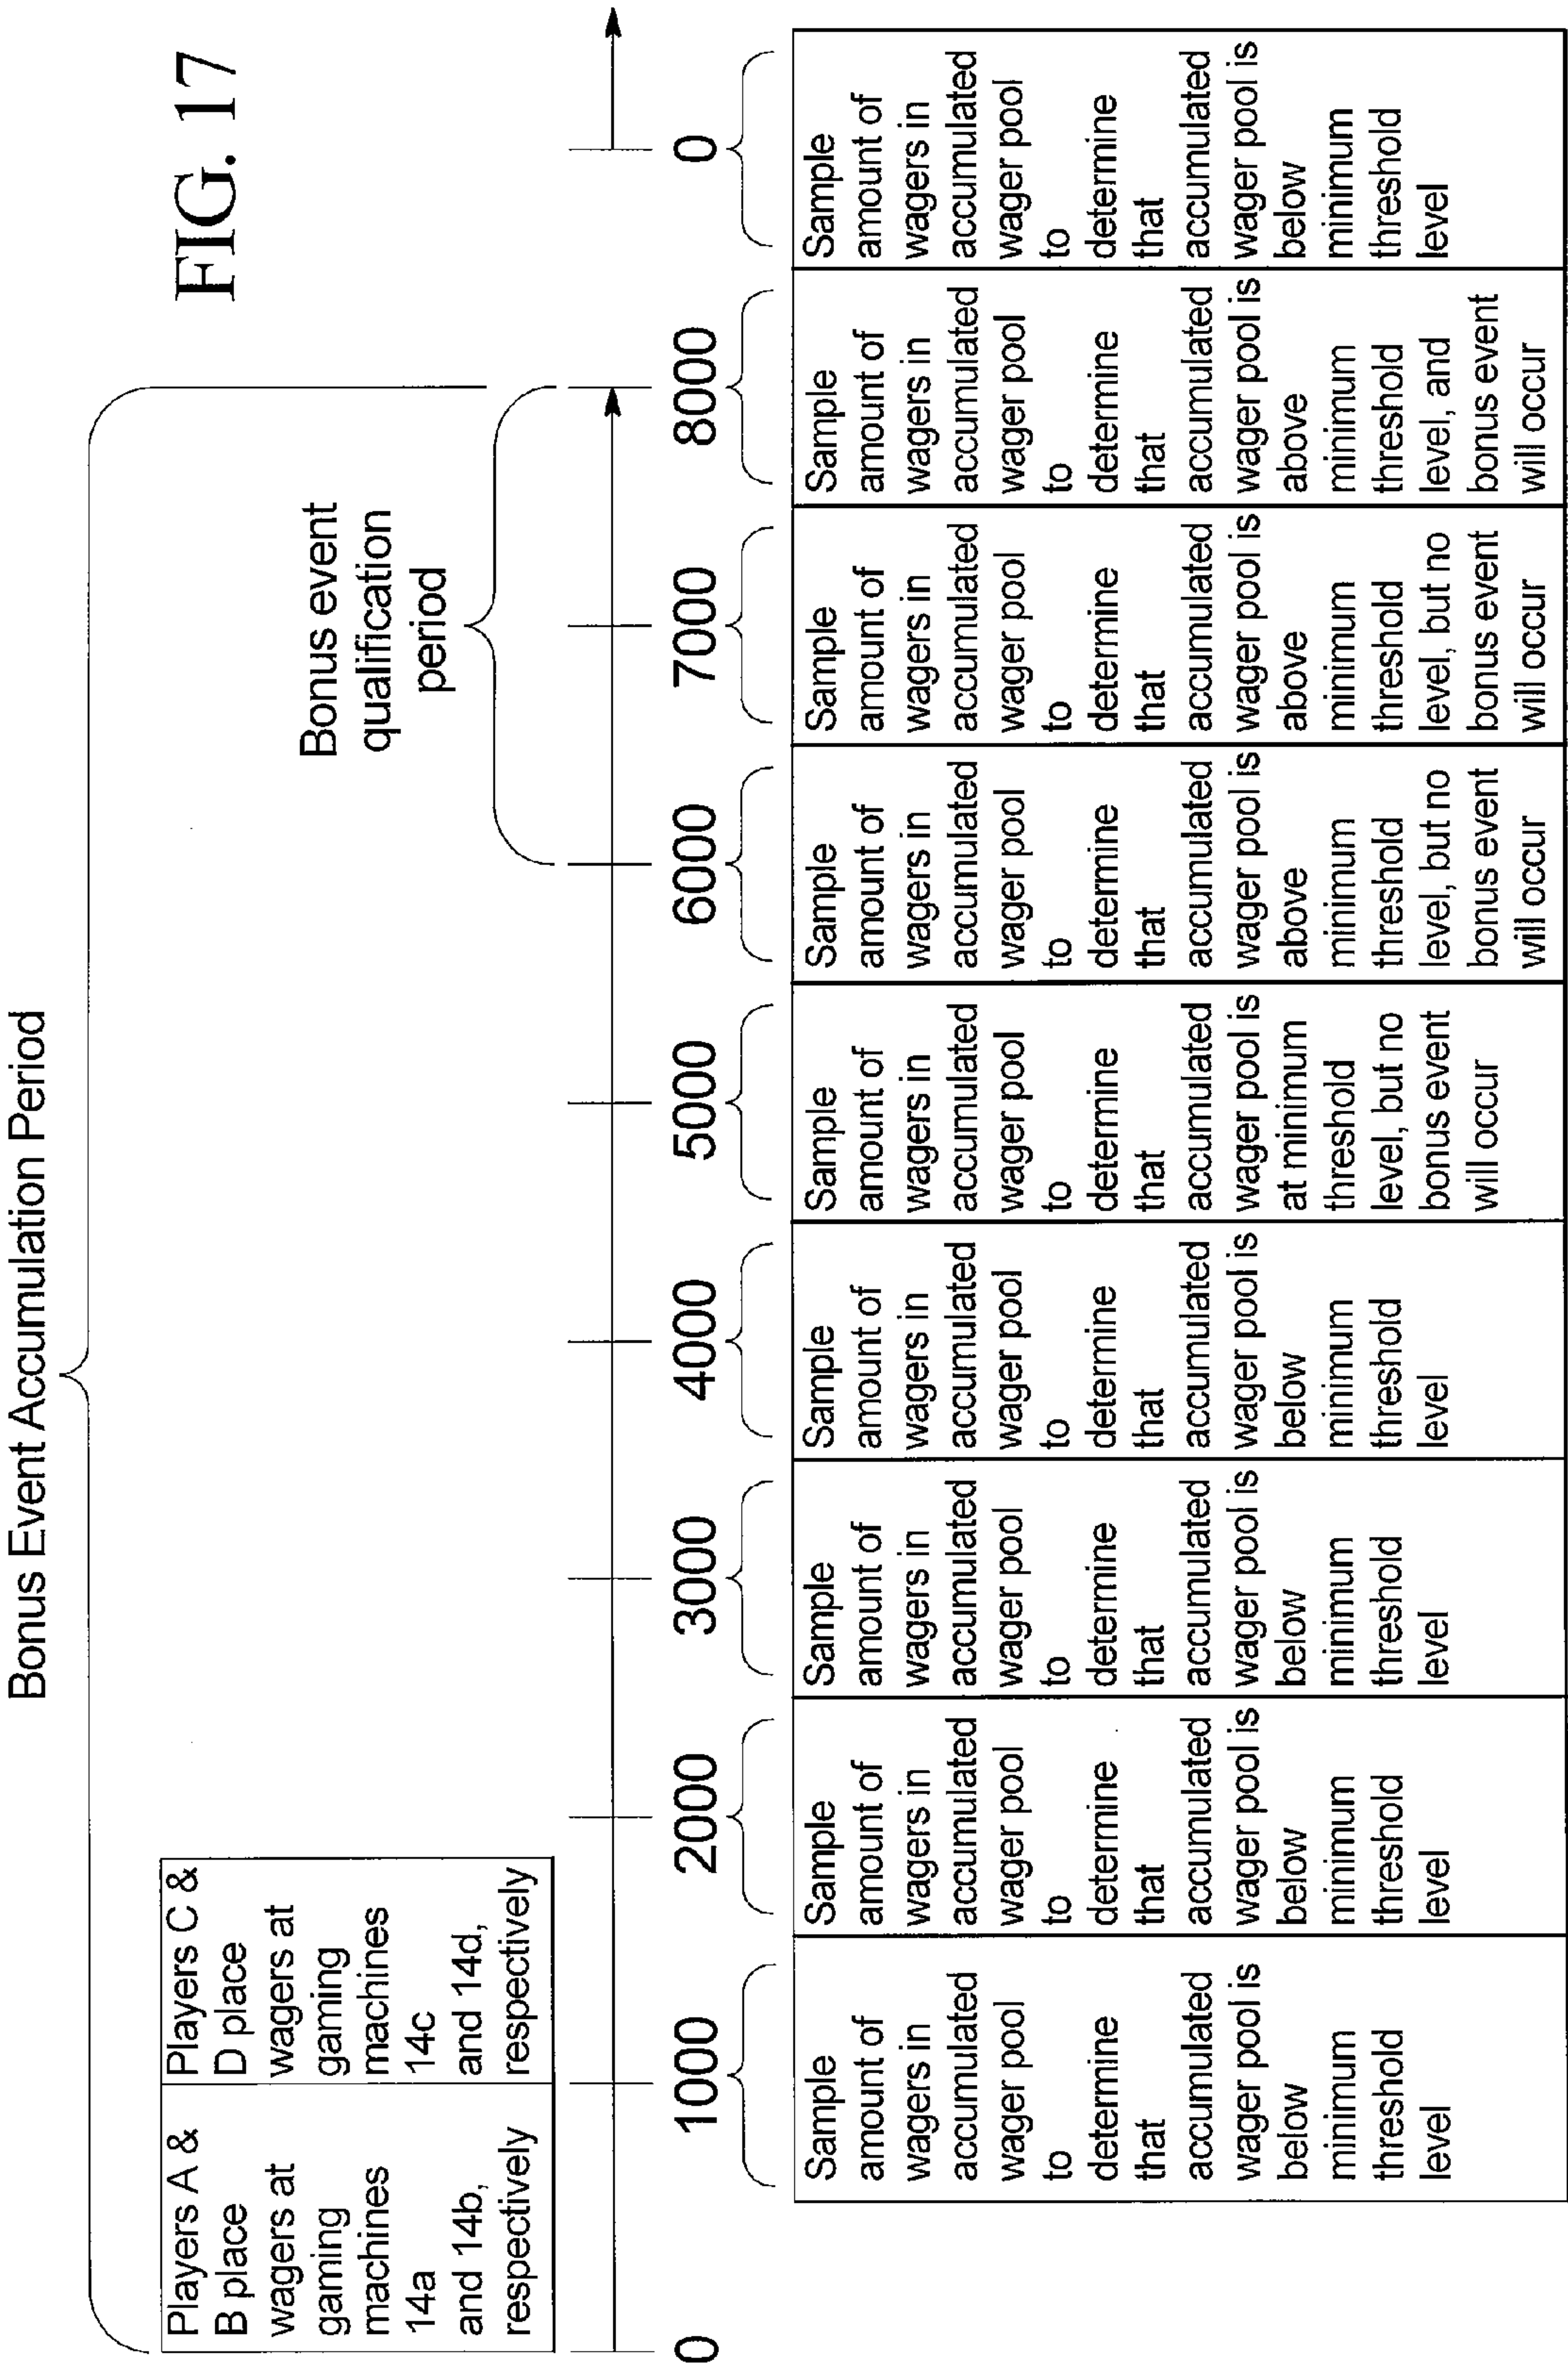 Bonus Event Accumulation Period
FIG. 17
Players A &
B place
wagers at
gaming
machines
14a
and 14b,
respectively
Players C &
D place
wagers at
gaming
machines
14c
and 14d,
respectively
Bonus event
qualification
period
0
1000
2000
3000
4000
5000
6000
7000
8000
0
Sample
amount of
wagers in
accumulated
wager pool
to
determine
that
accumulated
wager pool is
below
minimum
threshold
level
Sample
amount of
wagers in
accumulated
wager pool
to
determine
that
accumulated
wager pool is
below
minimum
threshold
level
Sample
amount of
wagers in
accumulated
wager pool
to
determine
that
accumulated
wager pool is
below
minimum
threshold
level
Sample
amount of
wagers in
accumulated
wager pool
to
determine
that
accumulated
wager pool is
below
minimum
threshold
level
Sample
amount of
wagers in
accumulated
wager pool
to
determine
that
accumulated
wager pool is
at minimum
threshold
level, but no
bonus event
will occur
Sample
amount of
wagers in
accumulated
wager pool
to
determine
that
accumulated
wager pool is
above
minimum
threshold
level, but no
bonus event
will occur
Sample
amount of
wagers in
accumulated
wager pool
to
determine
that
accumulated
wager pool is
above
minimum
threshold
level, but no
bonus event
will occur
Sample
amount of
wagers in
accumulated
wager pool
to
determine
that
accumulated
wager pool is
above
minimum
threshold
level, and
bonus event
will occur
Sample
amount of
wagers in
accumulated
wager pool
to
determine
that
accumulated
wager pool is
below
minimum
threshold
level